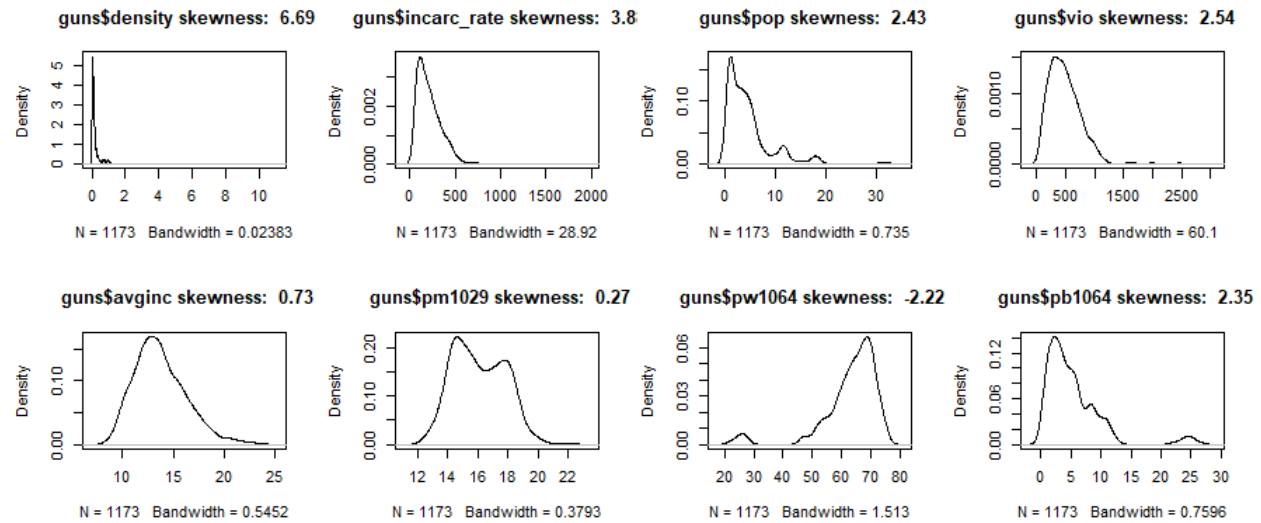 guns$density skewness: 6.69
Density
0 1 2 3 4 5
0 2 4 6 8 10
N = 1173 Bandwidth = 0.02383
guns$incarc_rate skewness: 3.8
Density
0.000 0.002
0 500 1000 1500 2000
N = 1173 Bandwidth = 28.92
guns$pop skewness: 2.43
Density
0.00 0.10
0 10 20 30
N = 1173 Bandwidth = 0.735
guns$vio skewness: 2.54
Density
0.0000 0.0010
0 500 1500 2500
N = 1173 Bandwidth = 60.1
guns$avginc skewness: 0.73
Density
0.00 0.10
10 15 20 25
N = 1173 Bandwidth = 0.5452
guns$pm1029 skewness: 0.27
Density
0.00 0.10 0.20
12 14 16 18 20 22
N = 1173 Bandwidth = 0.3793
guns$pw1064 skewness: -2.22
Density
0.00 0.03 0.06
20 30 40 50 60 70 80
N = 1173 Bandwidth = 1.513
guns$pb1064 skewness: 2.35
Density
0.00 0.06 0.12
0 5 10 15 20 25 30
N = 1173 Bandwidth = 0.7596